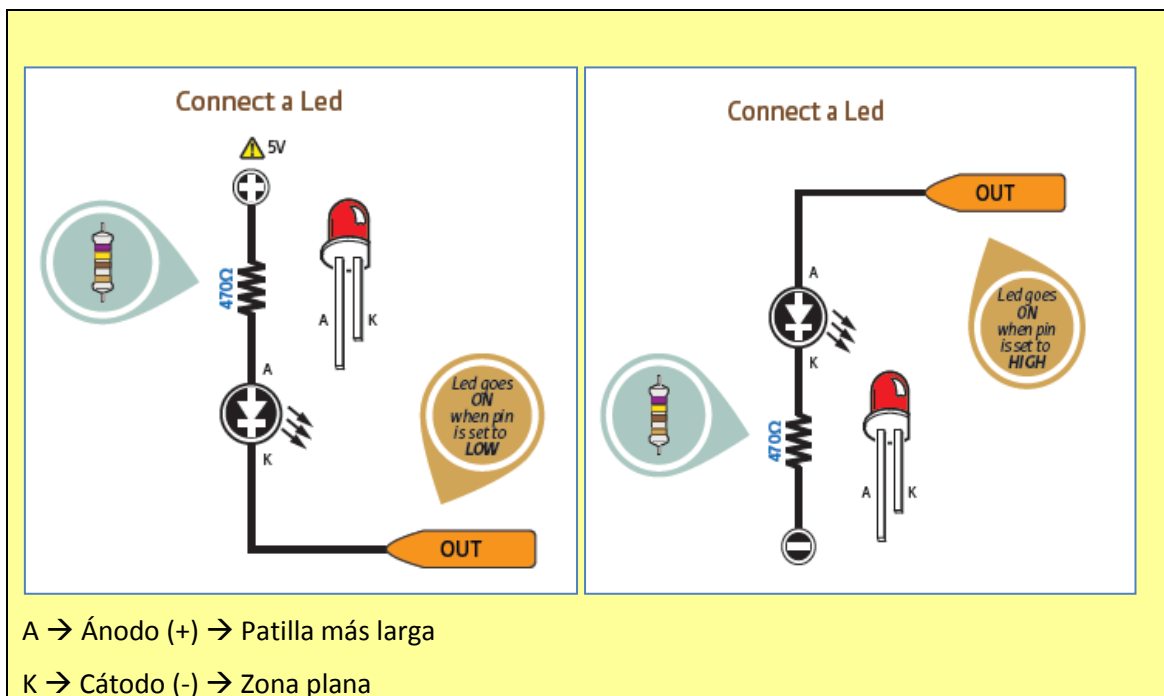 Connect a Led
5V
470Ω
A
K
A
K
Led goes
ON
when pin
is set to
LOW
OUT
Connect a Led
OUT
A
K
Led goes
ON
when pin
is set to
HIGH
470Ω
A
K
A → Ánodo (+) → Patilla más larga
K → Cátodo (-) → Zona plana